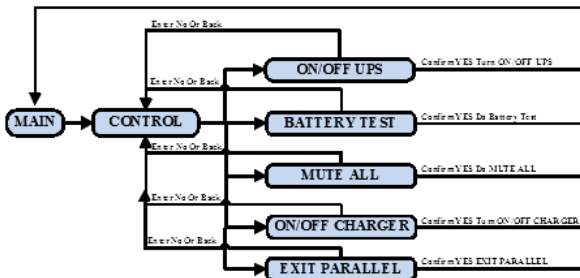 Enter No Or Back
ON/OFF UPS
Confirm YES Turn ON/OFF UPS
Enter No Or Back
MAIN
CONTROL
BATTERY TEST
Confirm YES Do Battery Test
Enter No Or Back
MUTE ALL
Confirm YES Do MUTE ALL
Enter No Or Back
ON/OFF CHARGER
Confirm YES Turn ON/OFF CHARGER
Enter No Or Back
EXIT PARALLEL
Confirm YES EXIT PARALLEL